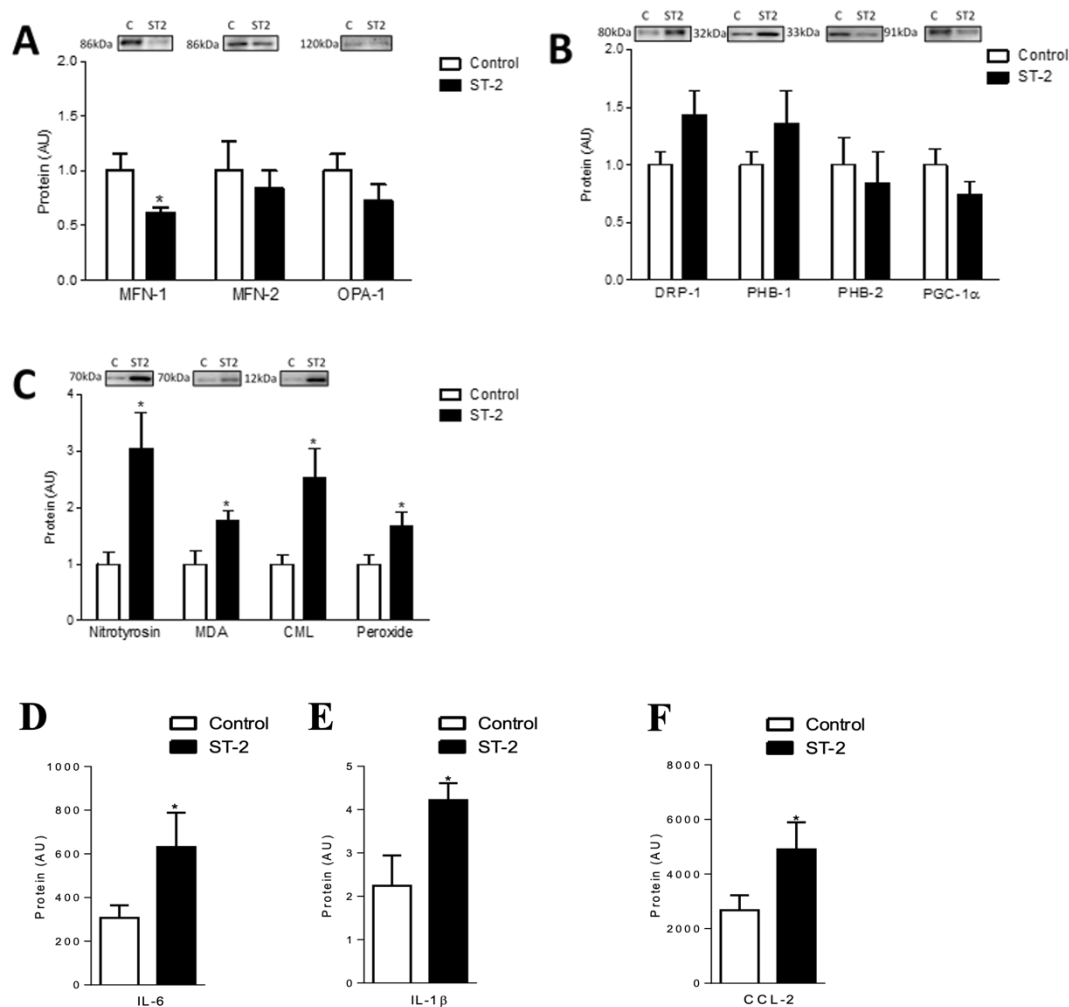 A
C ST2
C ST2
C ST2
86kDa
86kDa
120kDa
Control
ST-2
Protein (AU)
2.0
1.5
1.0
0.5
0.0
*
MFN-1
MFN-2
OPA-1
B
C ST2
C ST2
C ST2
C ST2
80kDa
32kDa
33kDa
91kDa
Control
ST-2
Protein (AU)
2.0
1.5
1.0
0.5
0.0
DRP-1
PHB-1
PHB-2
PGC-1α
C
C ST2
C ST2
C ST2
70kDa
70kDa
12kDa
Control
ST-2
Protein (AU)
4
3
2
1
0
*
*
*
*
Nitrotyrosin
MDA
CML
Peroxide
D
Control
ST-2
Protein (AU)
1000
800
600
400
200
0
*
IL-6
E
Control
ST-2
Protein (AU)
5
4
3
2
1
0
*
IL-1β
F
Control
ST-2
Protein (AU)
8000
6000
4000
2000
0
*
CCL-2